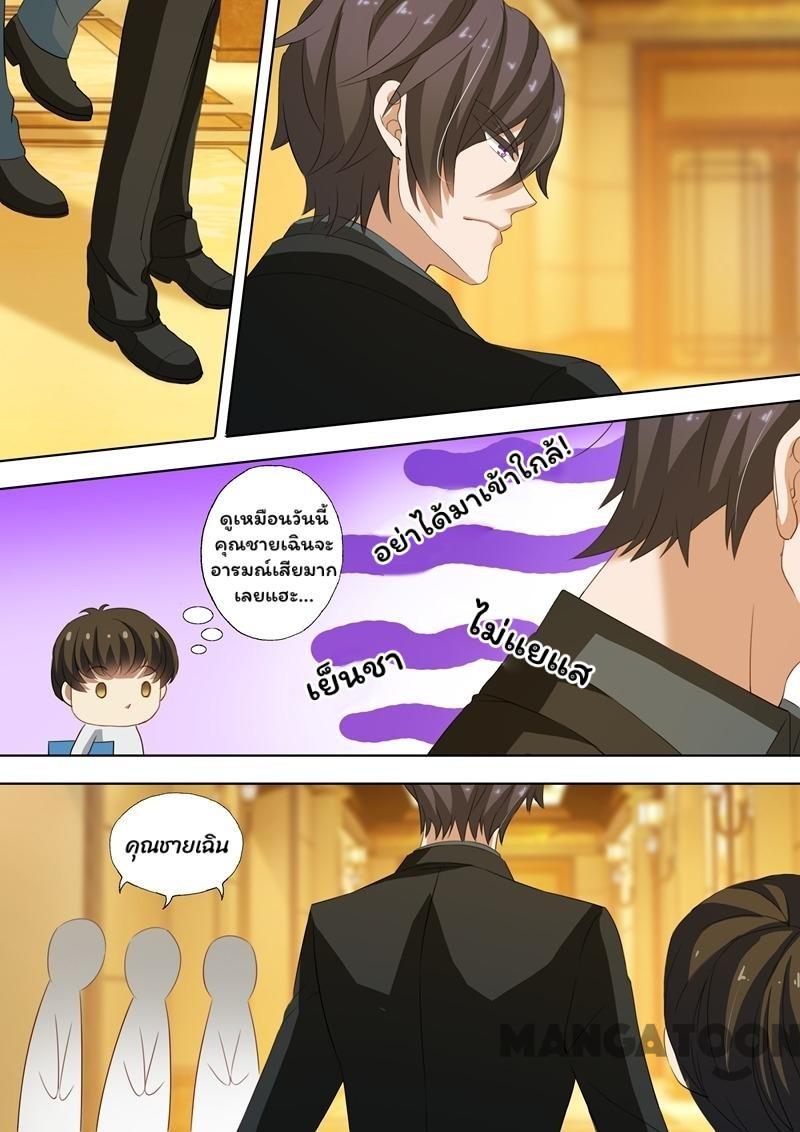 ดูเหมือนวันนี้
คุณชายเฉินจะ
อารมณ์เสียมาก
เลยแฮะ...
อย่าได้มาเข้าใกล้!
ไม่แยแส
เย็นชา
คุณชายเฉิน
MANGATOON